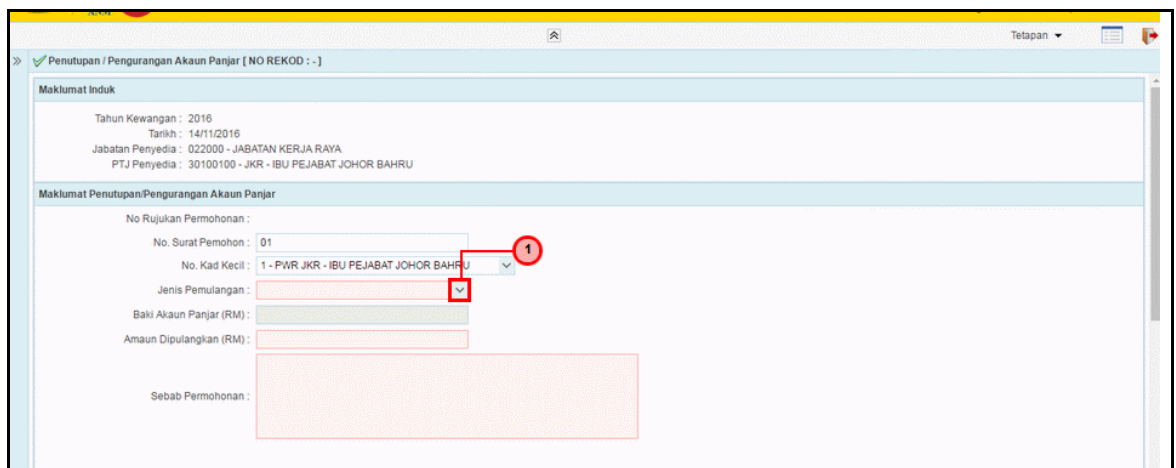 ANM
Tetapan
Penutupan / Pengurangan Akaun Panjar [ NO REKOD : - ]
Maklumat Induk
Tahun Kewangan : 2016
Tarikh : 14/11/2016
Jabatan Penyedia : 022000 - JABATAN KERJA RAYA
PTJ Penyedia : 30100100 - JKR - IBU PEJABAT JOHOR BAHRU
Maklumat Penutupan/Pengurangan Akaun Panjar
No Rujukan Permohonan :
No. Surat Pemohon : 01
1
No. Kad Kecil : 1 - PWR JKR - IBU PEJABAT JOHOR BAHRU
Jenis Pemulangan :
Baki Akaun Panjar (RM) :
Amaun Dipulangkan (RM) :
Sebab Permohonan :